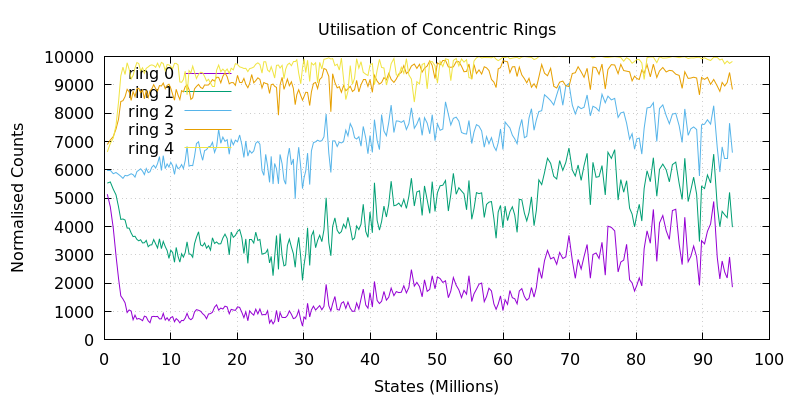 Utilisation of Concentric Rings
Normalised Counts
10000
9000
8000
7000
6000
5000
4000
3000
2000
1000
0
ring 0
ring 1
ring 2
ring 3
ring 4
0 10 20 30 40 50 60 70 80 90 100
States (Millions)